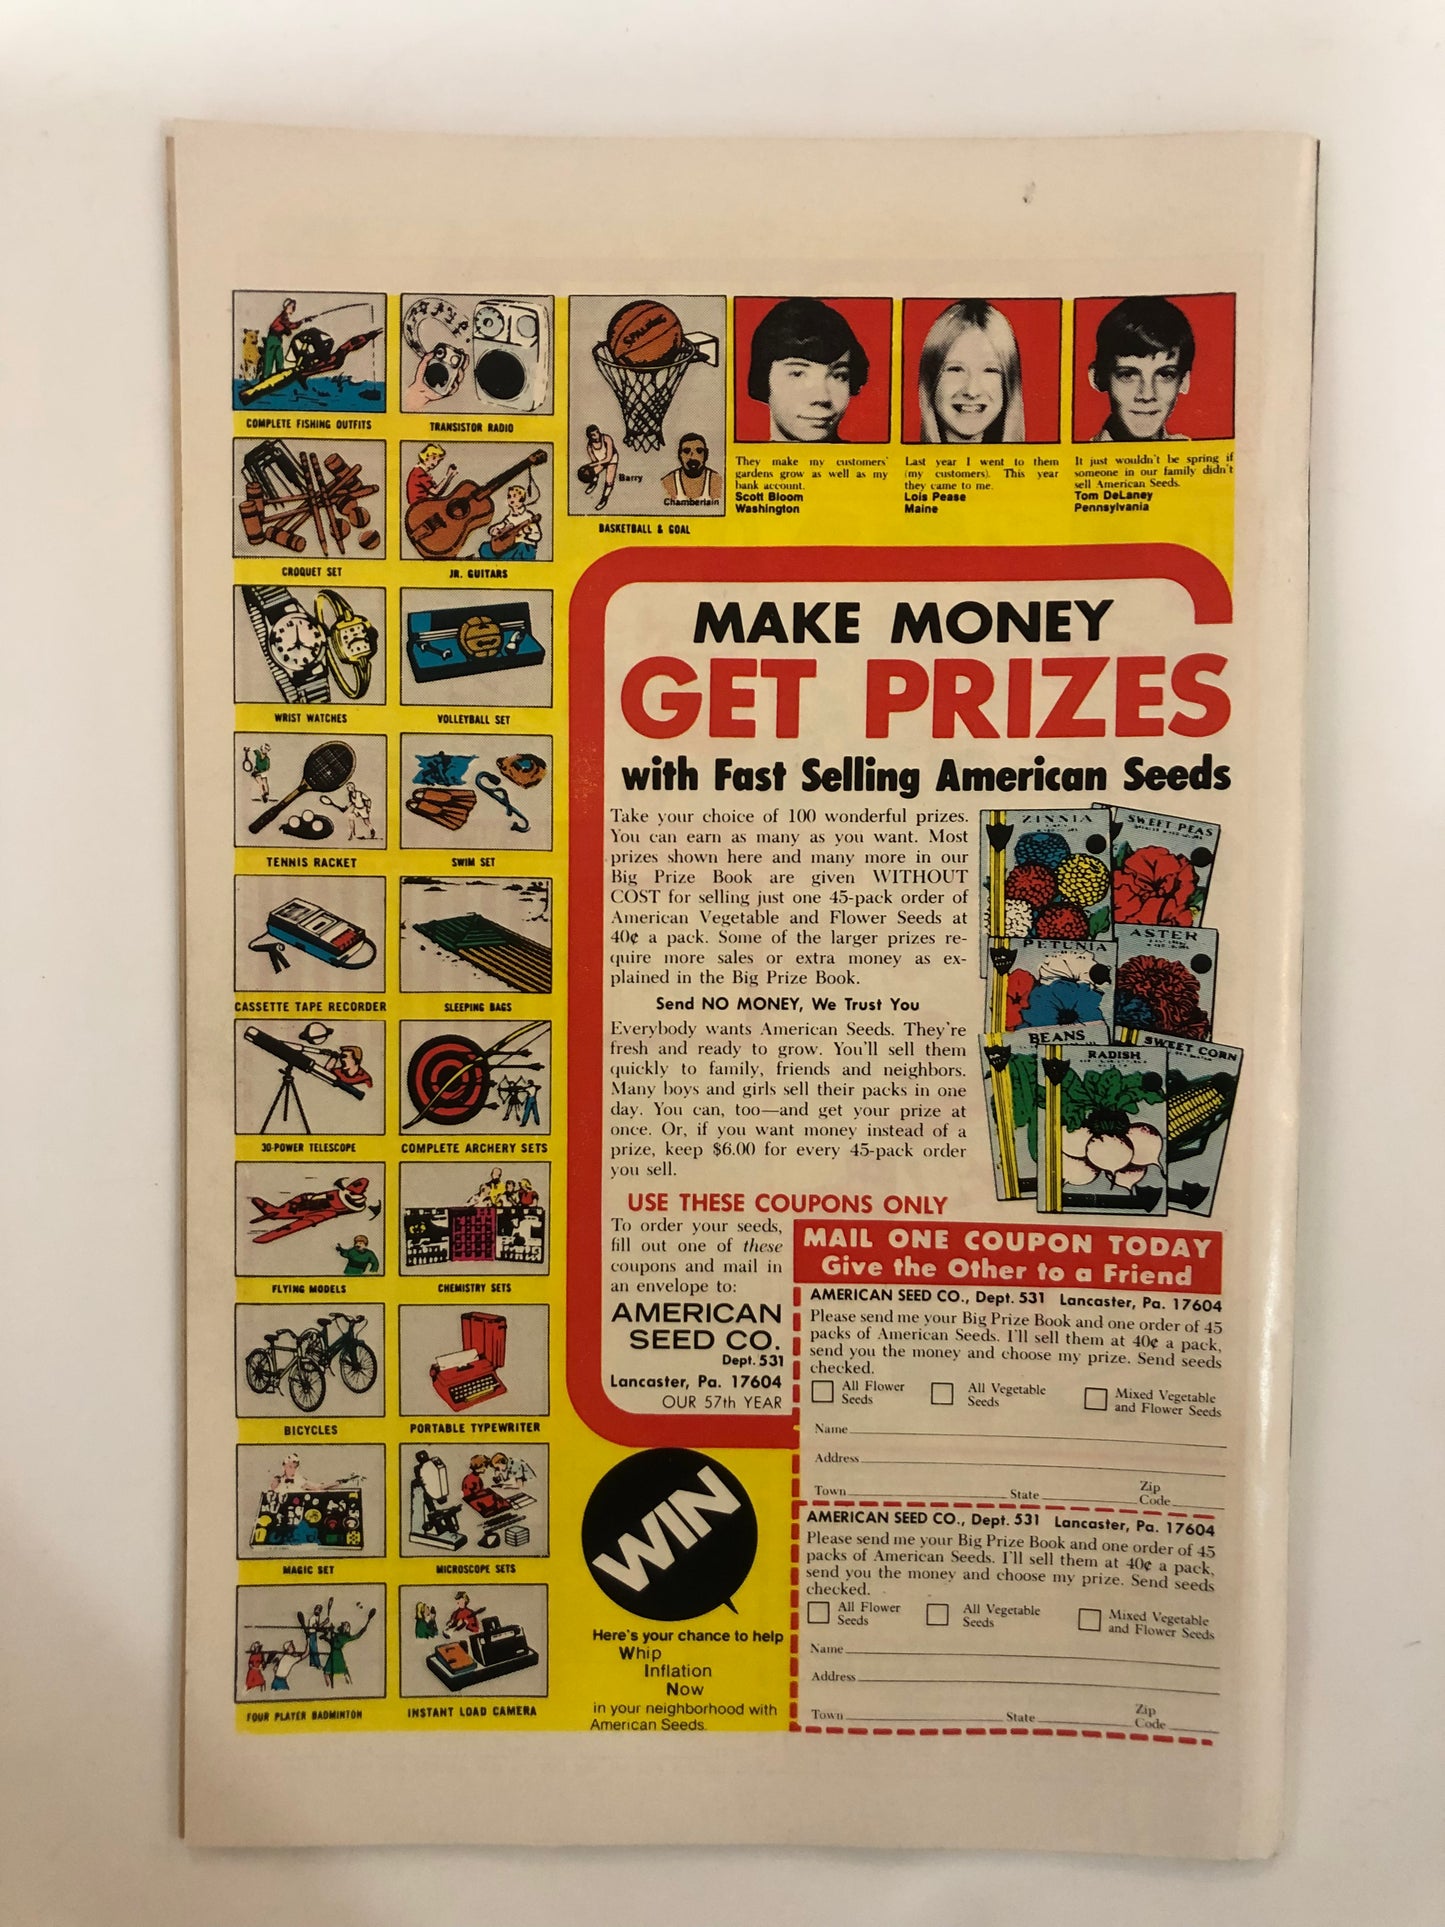 COMPLETE FISHING OUTFITS
TRANSISTOR RADIO
CROQUET SET
JR. GUITARS
WRIST WATCHES
VOLLEYBALL SET
TENNIS RACKET
SWIM SET
CASSETTE TAPE RECORDER
SLEEPING BAGS
30-POWER TELESCOPE
COMPLETE ARCHERY SETS
FLYING MODELS
CHEMISTRY SETS
BICYCLES
PORTABLE TYPEWRITER
MAGIC SET
MICROSCOPE SETS
FOUR PLAYER BADMINTON
INSTANT LOAD CAMERA
SPALDING
Barry
Chamberlain
BASKETBALL & GOAL
They make my customers'
gardens grow as well as my
bank account.
Scott Bloom
Washington
Last year I went to them
(my customers). This year
they came to me.
Lois Pease
Maine
It just wouldn't be spring if
someone in our family didn't
sell American Seeds.
Tom DeLaney
Pennsylvania
MAKE MONEY
GET PRIZES
with Fast Selling American Seeds
Take your choice of 100 wonderful prizes.
You can earn as many as you want. Most
prizes shown here and many more in our
Big Prize Book are given WITHOUT
COST for selling just one 45-pack order of
American Vegetable and Flower Seeds at
40¢ a pack. Some of the larger prizes re-
quire more sales or extra money as ex-
plained in the Big Prize Book.
Send NO MONEY, We Trust You
Everybody wants American Seeds. They're
fresh and ready to grow. You'll sell them
quickly to family, friends and neighbors.
Many boys and girls sell their packs in one
day. You can, too—and get your prize at
once. Or, if you want money instead of a
prize, keep $6.00 for every 45-pack order
you sell.
ZINNIA
SWEET PEAS
PETUNIA
ASTER
BEANS
RADISH
SWEET CORN
USE THESE COUPONS ONLY
To order your seeds,
fill out one of these
coupons and mail in
an envelope to:
AMERICAN
SEED CO.
Dept. 531
Lancaster, Pa. 17604
OUR 57th YEAR
MAIL ONE COUPON TODAY
Give the Other to a Friend
AMERICAN SEED CO., Dept. 531 Lancaster, Pa. 17604
Please send me your Big Prize Book and one order of 45
packs of American Seeds. I'll sell them at 40¢ a pack,
send you the money and choose my prize. Send seeds
checked.
All Flower
Seeds
All Vegetable
Seeds
Mixed Vegetable
and Flower Seeds
Name
Address
Town State Zip
Code
AMERICAN SEED CO., Dept. 531 Lancaster, Pa. 17604
Please send me your Big Prize Book and one order of 45
packs of American Seeds. I'll sell them at 40¢ a pack,
send you the money and choose my prize. Send seeds
checked.
All Flower
Seeds
All Vegetable
Seeds
Mixed Vegetable
and Flower Seeds
Name
Address
Town State Zip
Code
WIN
Here's your chance to help
Whip
Inflation
Now
in your neighborhood with
American Seeds.